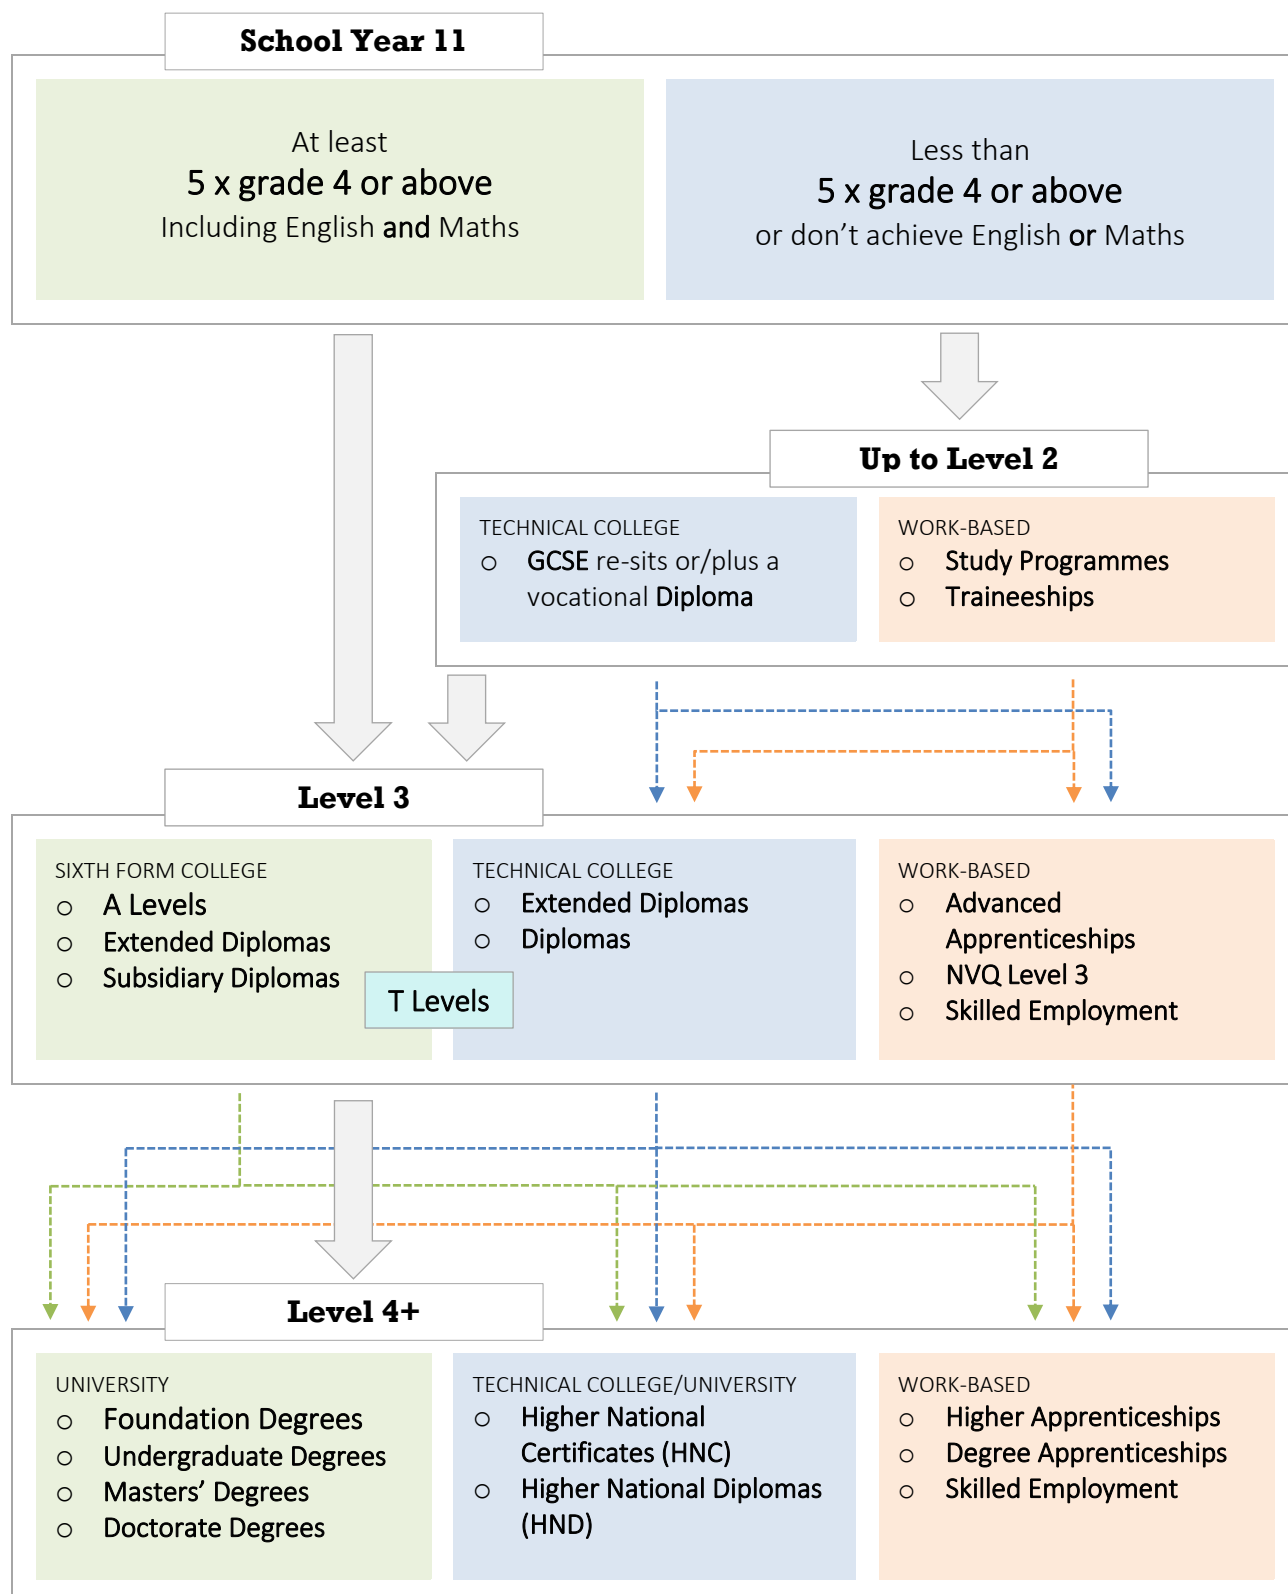 School Year 11
At least
5 x grade 4 or above
Including English and Maths
Less than
5 x grade 4 or above
or don’t achieve English or Maths
Up to Level 2
TECHNICAL COLLEGE
o GCSE re-sits or/plus a
vocational Diploma
WORK-BASED
o Study Programmes
o Traineeships
Level 3
SIXTH FORM COLLEGE
o A Levels
o Extended Diplomas
o Subsidiary Diplomas
T Levels
TECHNICAL COLLEGE
o Extended Diplomas
o Diplomas
WORK-BASED
o Advanced
Apprenticeships
o NVQ Level 3
o Skilled Employment
Level 4+
UNIVERSITY
o Foundation Degrees
o Undergraduate Degrees
o Masters’ Degrees
o Doctorate Degrees
TECHNICAL COLLEGE/UNIVERSITY
o Higher National
Certificates (HNC)
o Higher National Diplomas
(HND)
WORK-BASED
o Higher Apprenticeships
o Degree Apprenticeships
o Skilled Employment